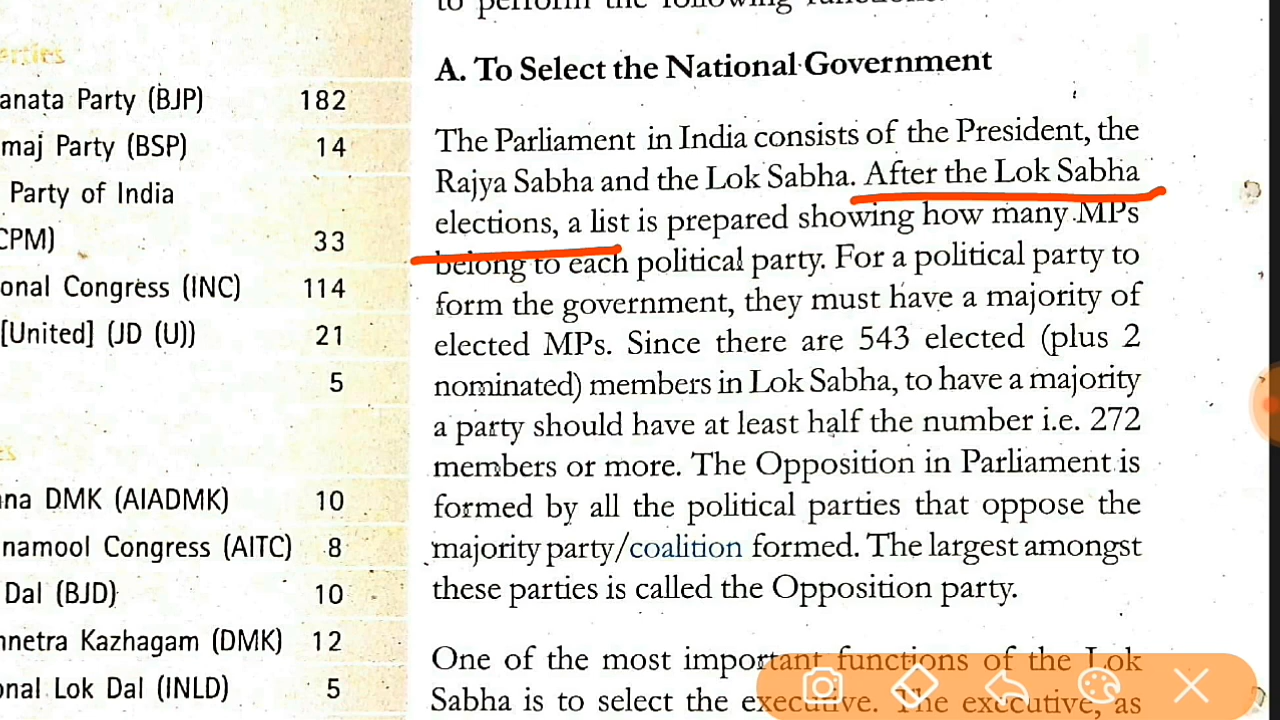 arties
anata Party (BJP) 182
maj Party (BSP) 14
Party of India
CPM) 33
onal Congress (INC) 114
[United] (JD (U)) 21
5
na DMK (AIADMK) 10
namool Congress (AITC) 8
Dal (BJD) 10
nnetra Kazhagam (DMK) 12
onal Lok Dal (INLD) 5
to perform the following
A. To Select the National Government
The Parliament in India consists of the President, the
Rajya Sabha and the Lok Sabha. After the Lok Sabha
elections, a list is prepared showing how many MPs
belong to each political party. For a political party to
form the government, they must have a majority of
elected MPs. Since there are 543 elected (plus 2
nominated) members in Lok Sabha, to have a majority
a party should have at least half the number i.e. 272
members or more. The Opposition in Parliament is
formed by all the political parties that oppose the
majority party/coalition formed. The largest amongst
these parties is called the Opposition party.
One of the most important functions of the Lok
Sabha is to select the executive. The executive, as